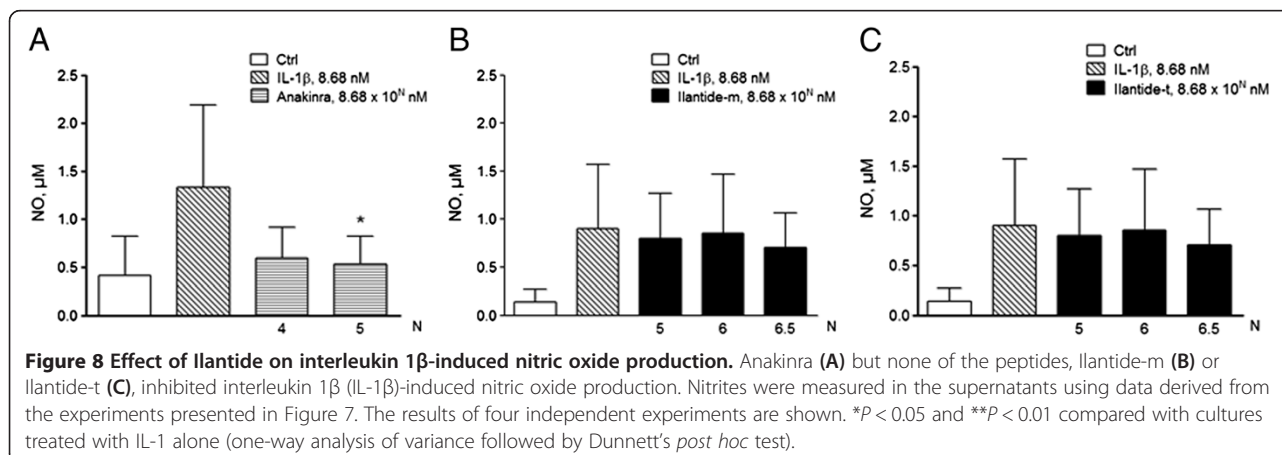 A
B
C
Ctrl
IL-1β, 8.68 nM
Anakinra, 8.68 x 10^N nM
NO, µM
2.5
2.0
1.5
1.0
0.5
0.0
*
4 5 N
Ctrl
IL-1β, 8.68 nM
Ilantide-m, 8.68 x 10^N nM
NO, µM
2.5
2.0
1.5
1.0
0.5
0.0
5 6 6.5 N
Ctrl
IL-1β, 8.68 nM
Ilantide-t, 8.68 x 10^N nM
NO, µM
2.5
2.0
1.5
1.0
0.5
0.0
5 6 6.5 N
Figure 8 Effect of Ilantide on interleukin 1β-induced nitric oxide production. Anakinra (A) but none of the peptides, Ilantide-m (B) or
Ilantide-t (C), inhibited interleukin 1β (IL-1β)-induced nitric oxide production. Nitrites were measured in the supernatants using data derived from
the experiments presented in Figure 7. The results of four independent experiments are shown. *P < 0.05 and **P < 0.01 compared with cultures
treated with IL-1 alone (one-way analysis of variance followed by Dunnett's post hoc test).